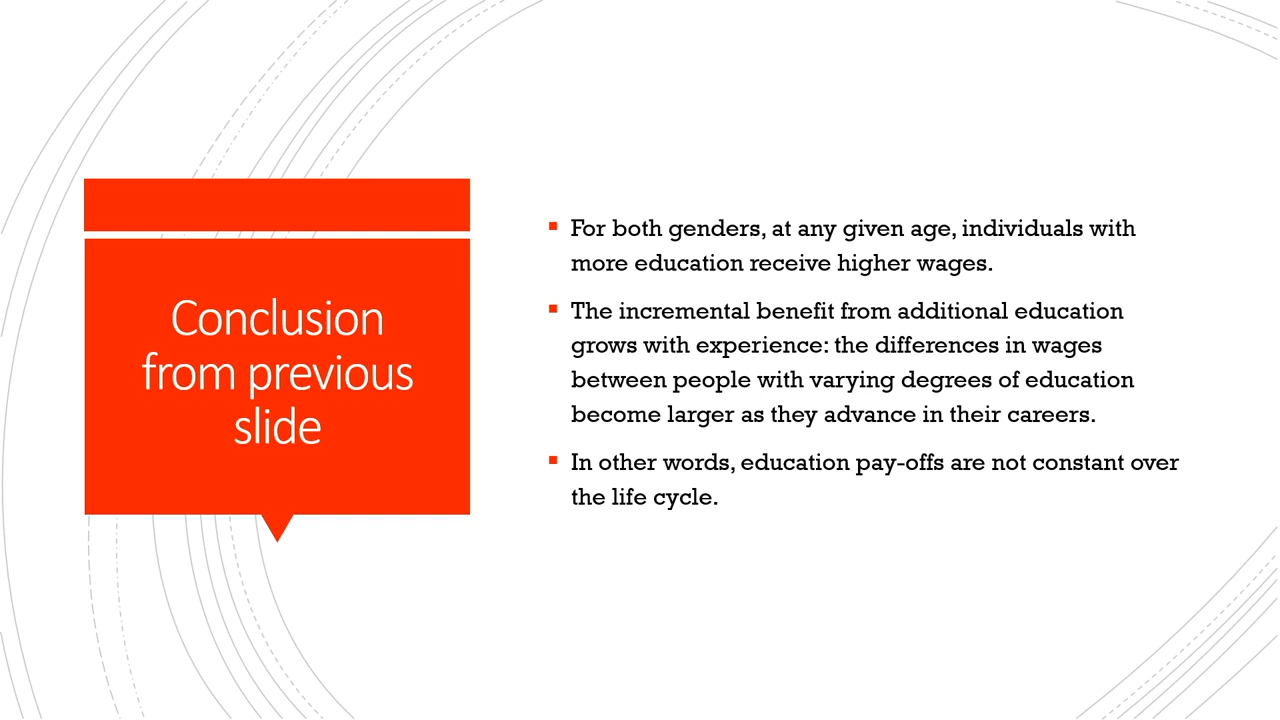 Conclusion
from previous
slide
For both genders, at any given age, individuals with
more education receive higher wages.
The incremental benefit from additional education
grows with experience: the differences in wages
between people with varying degrees of education
become larger as they advance in their careers.
In other words, education pay-offs are not constant over
the life cycle.